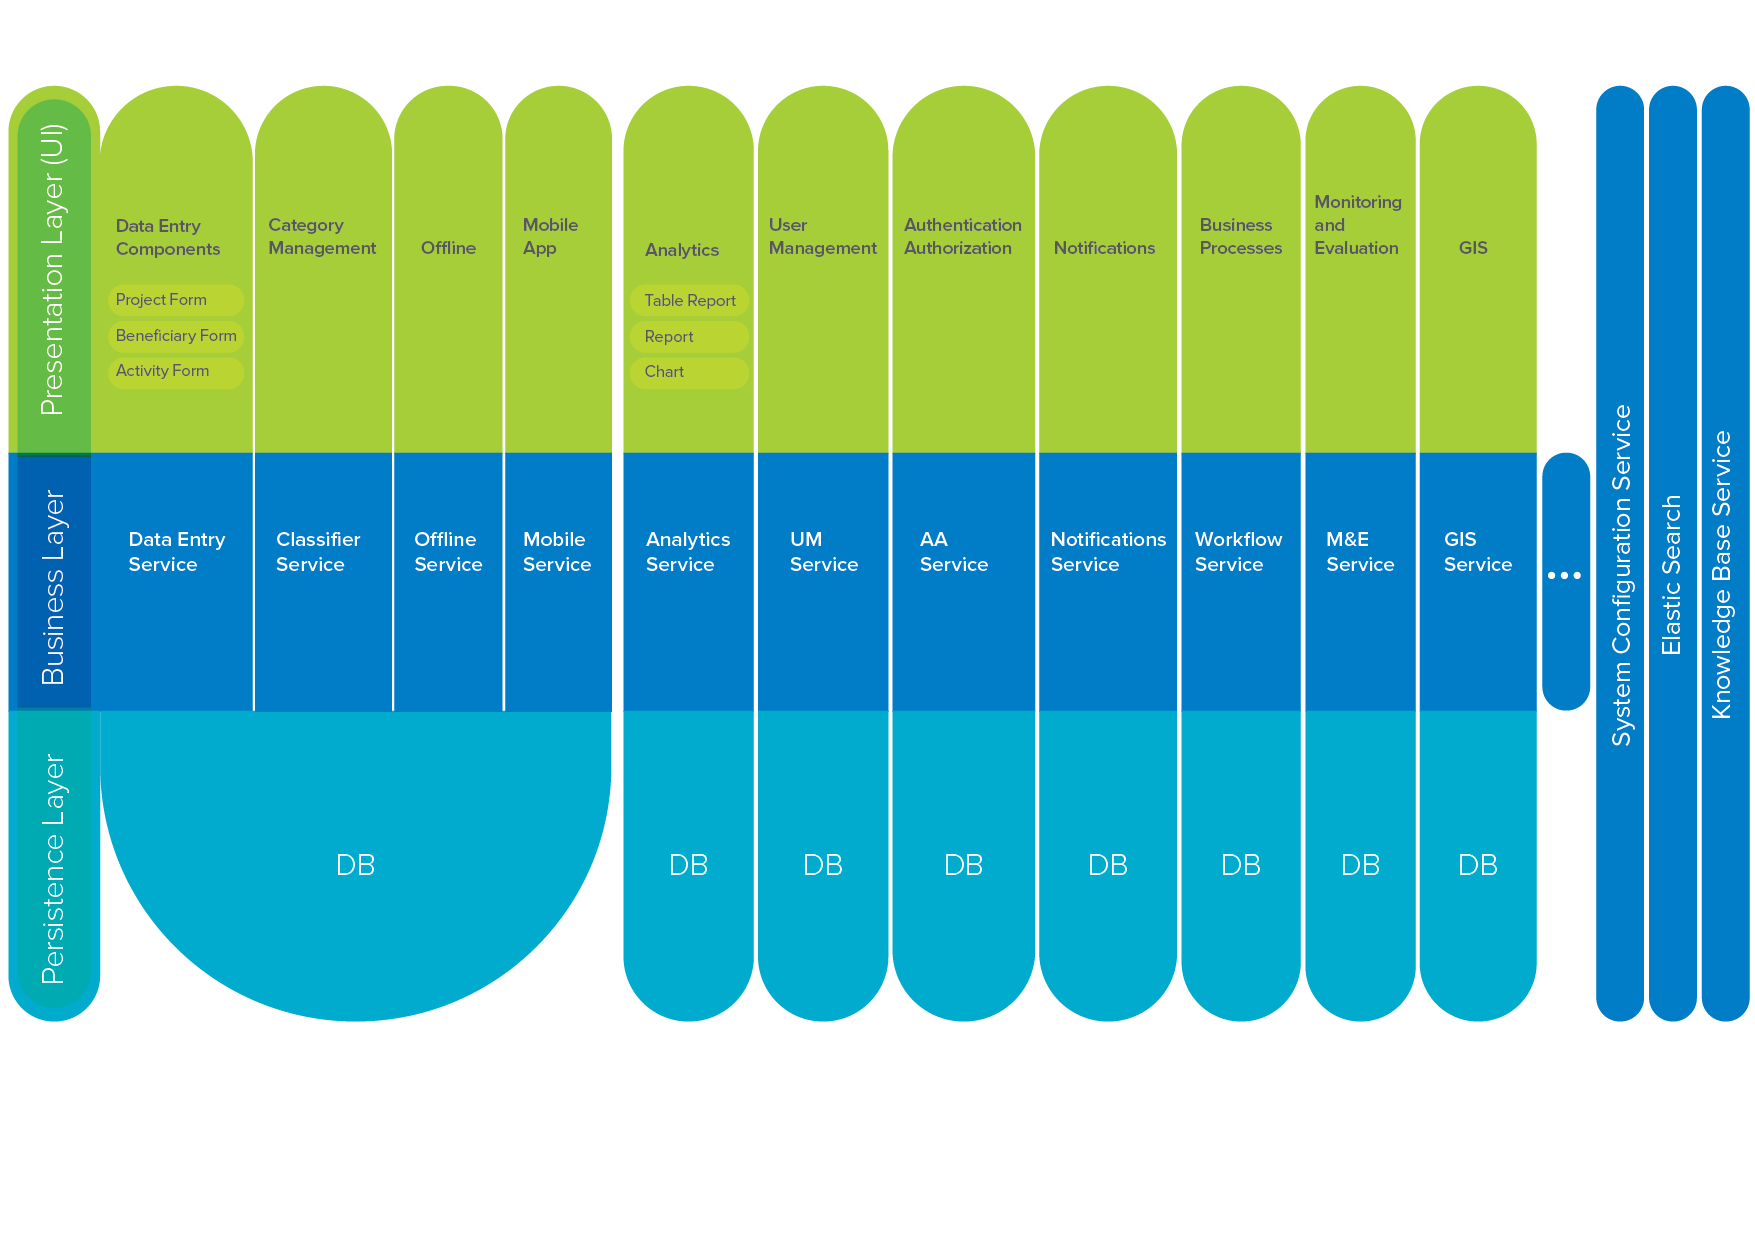 Presentation Layer (UI)
Data Entry
Components
Project Form
Beneficiary Form
Activity Form
Category
Management
Offline
Mobile
App
Analytics
Table Report
Report
Chart
User
Management
Authentication
Authorization
Notifications
Business
Processes
Monitoring
and
Evaluation
GIS
Business Layer
Data Entry
Service
Classifier
Service
Offline
Service
Mobile
Service
Analytics
Service
UM
Service
AA
Service
Notifications
Service
Workflow
Service
M&E
Service
GIS
Service
...
Persistence Layer
DB
DB
DB
DB
DB
DB
DB
DB
System Configuration Service
Elastic Search
Knowledge Base Service